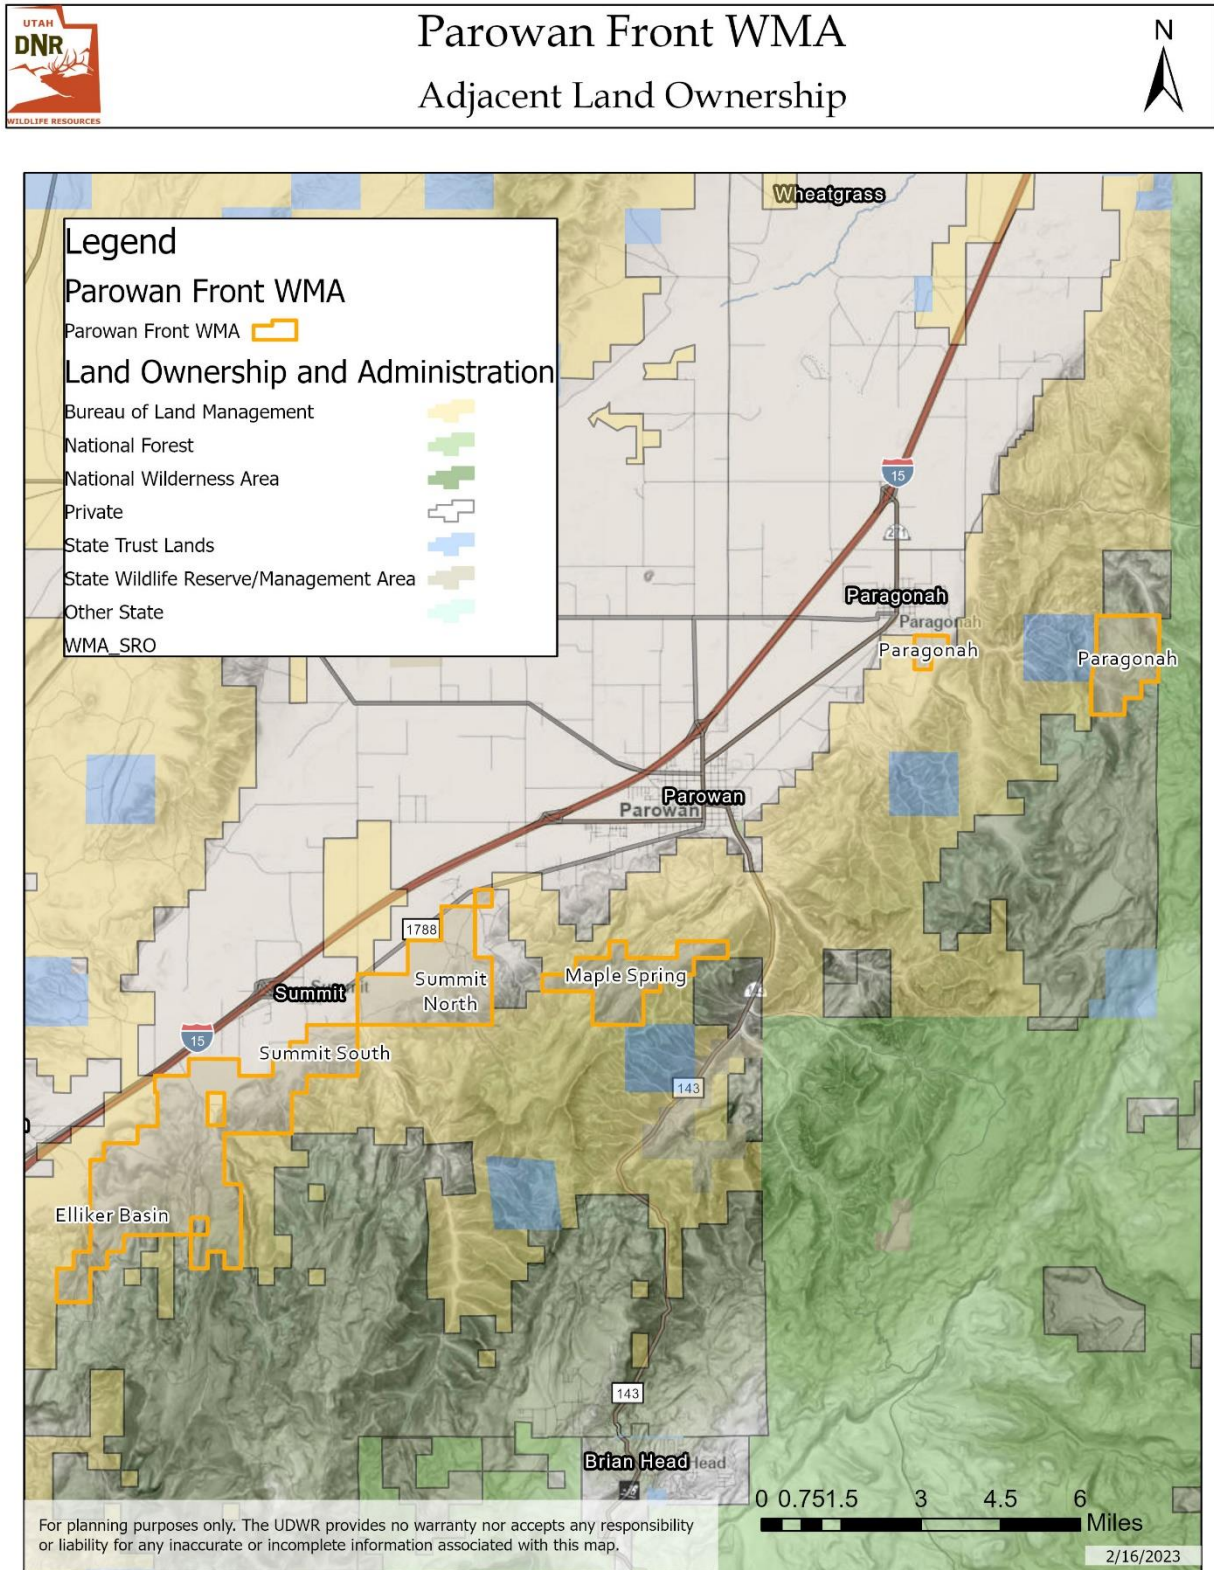 UTAH
DNR
WILDLIFE RESOURCES
Parowan Front WMA
Adjacent Land Ownership
N
Wheatgrass
Legend
Parowan Front WMA
Parowan Front WMA
Land Ownership and Administration
Bureau of Land Management
National Forest
National Wilderness Area
Private
State Trust Lands
State Wildlife Reserve/Management Area
Other State
WMA_SRO
15
271
Paragonah
Paragonah
Paragonah
Paragonah
Parowan
Parowan
1788
Summit
North
Maple Spring
Summit
15
Summit South
143
Elliker Basin
143
Brian Head
Head
0 0.75 1.5 3 4.5 6
Miles
For planning purposes only. The UDWR provides no warranty nor accepts any responsibility
or liability for any inaccurate or incomplete information associated with this map.
2/16/2023